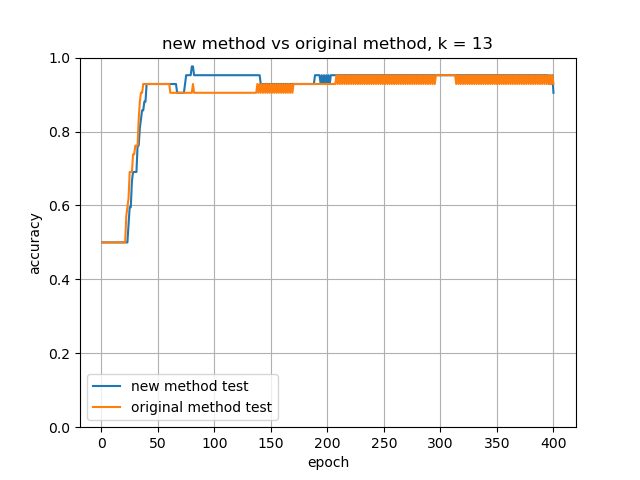 new method vs original method, k = 13
1.0
0.8
0.6
0.4
0.2
0.0
accuracy
new method test
original method test
0 50 100 150 200 250 300 350 400
epoch